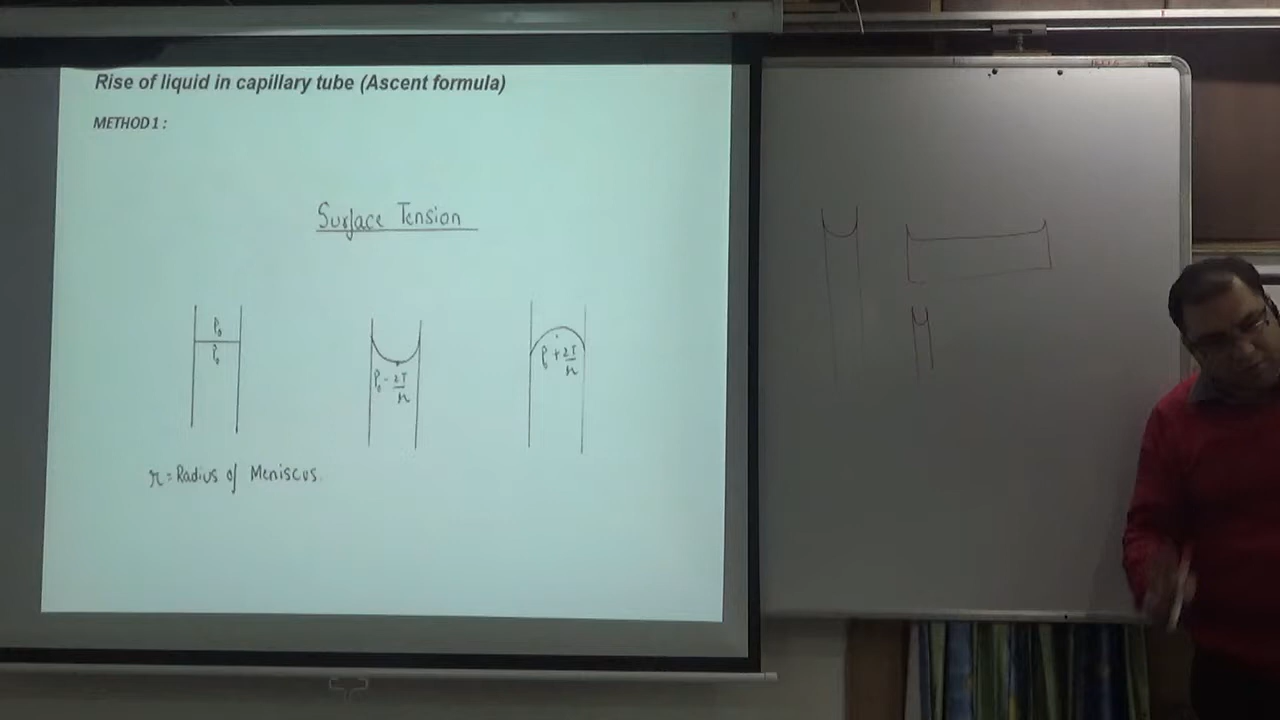 Rise of liquid in capillary tube (Ascent formula)
METHOD 1 :
Surface Tension
P₀
P₀
P₀ - 2T/r
P₀ + 2T/r
r = Radius of Meniscus.